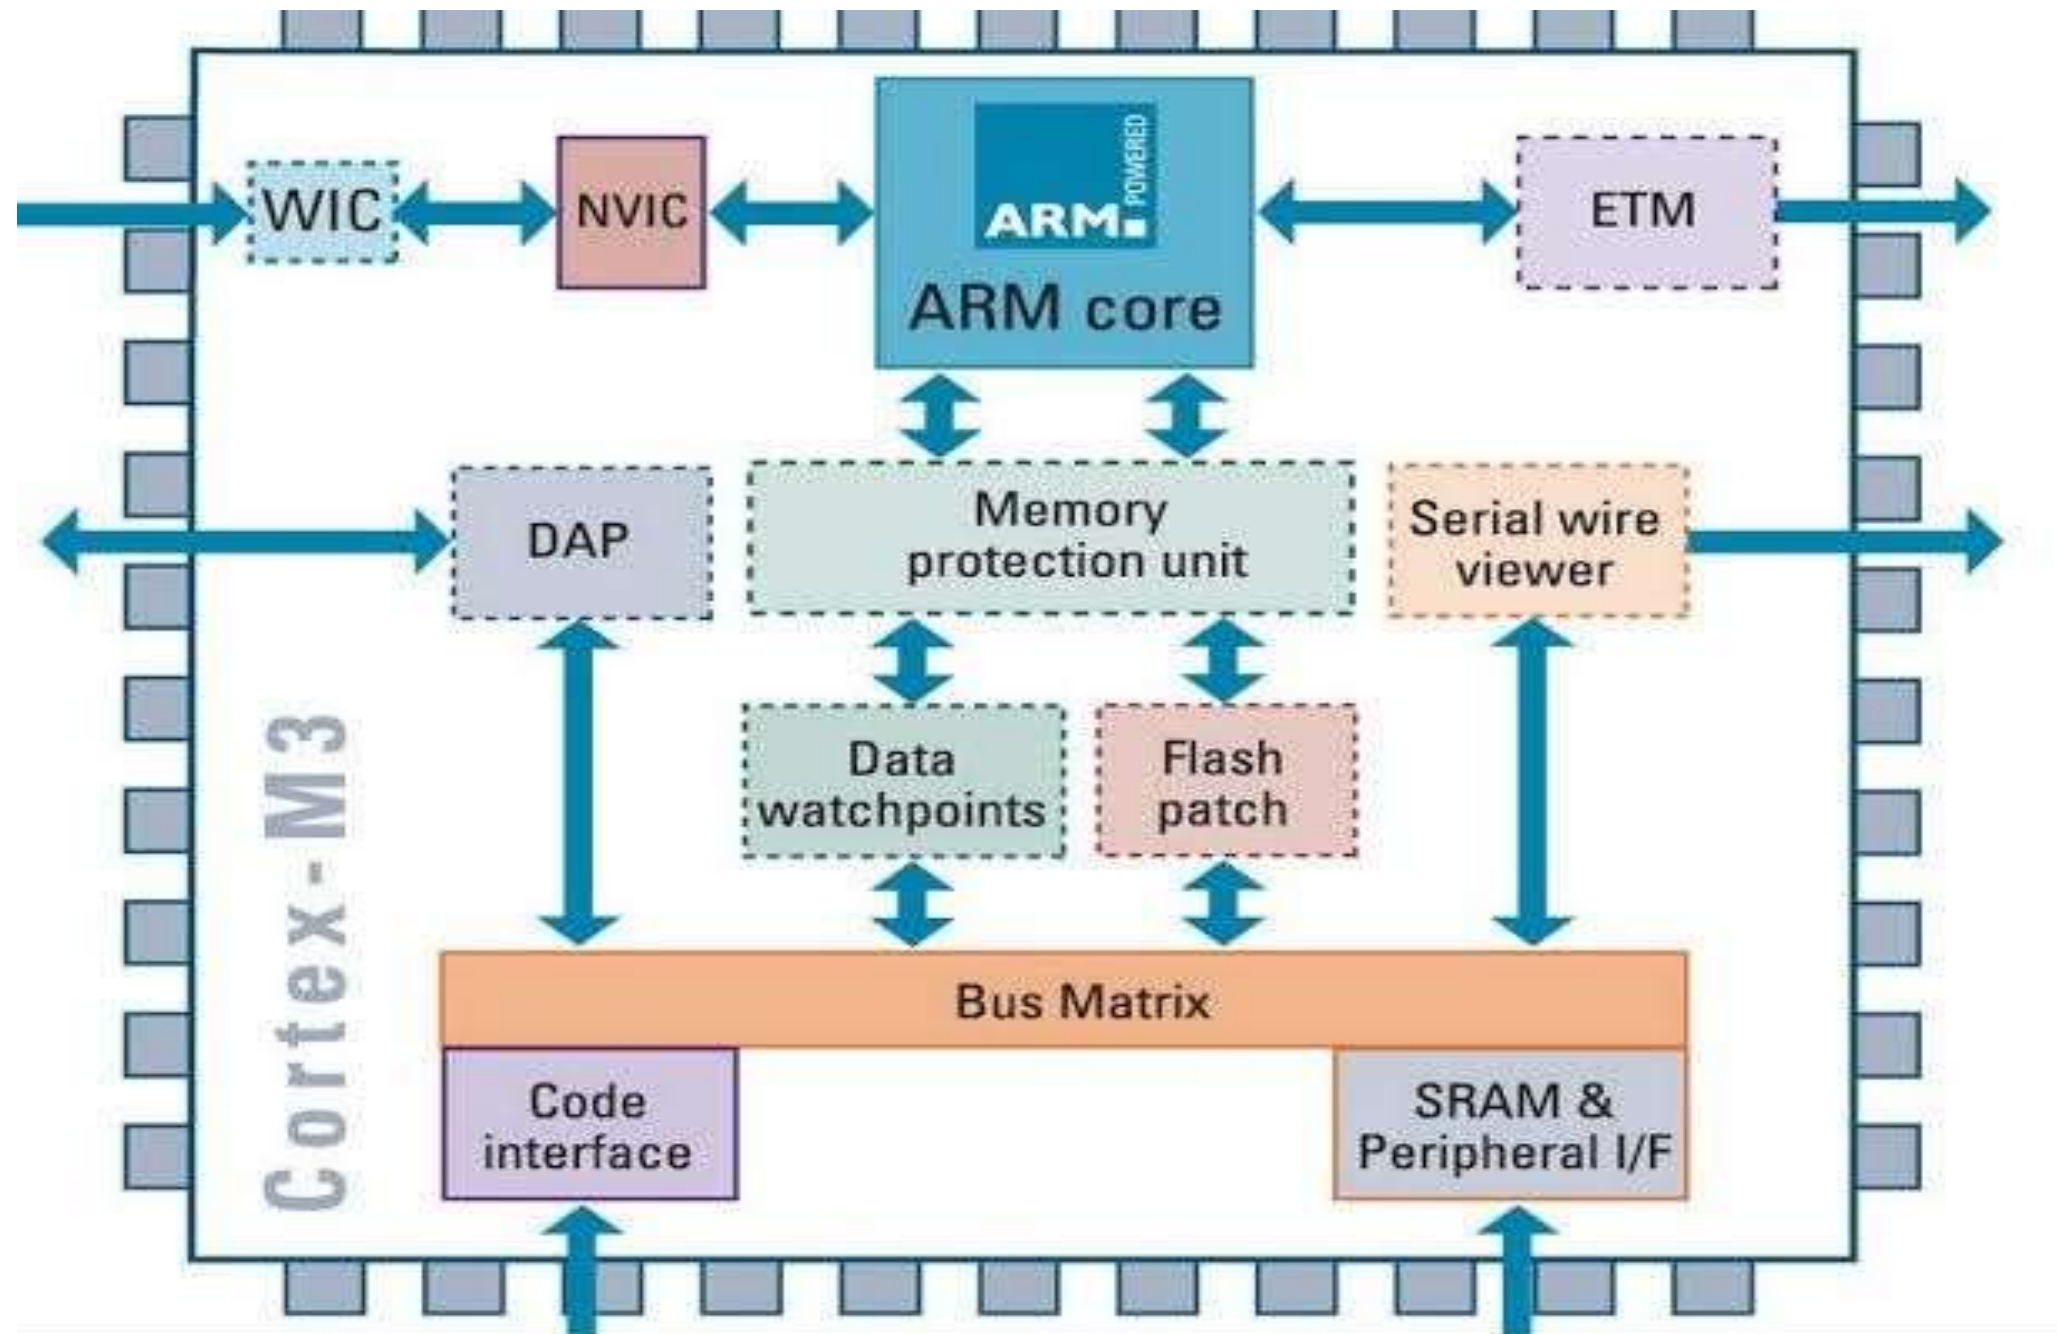 WIC
NVIC
ARM
POWERED
ARM core
ETM
DAP
Memory
protection unit
Serial wire
viewer
Data
watchpoints
Flash
patch
Bus Matrix
Code
interface
SRAM &
Peripheral I/F
Cortex-M3